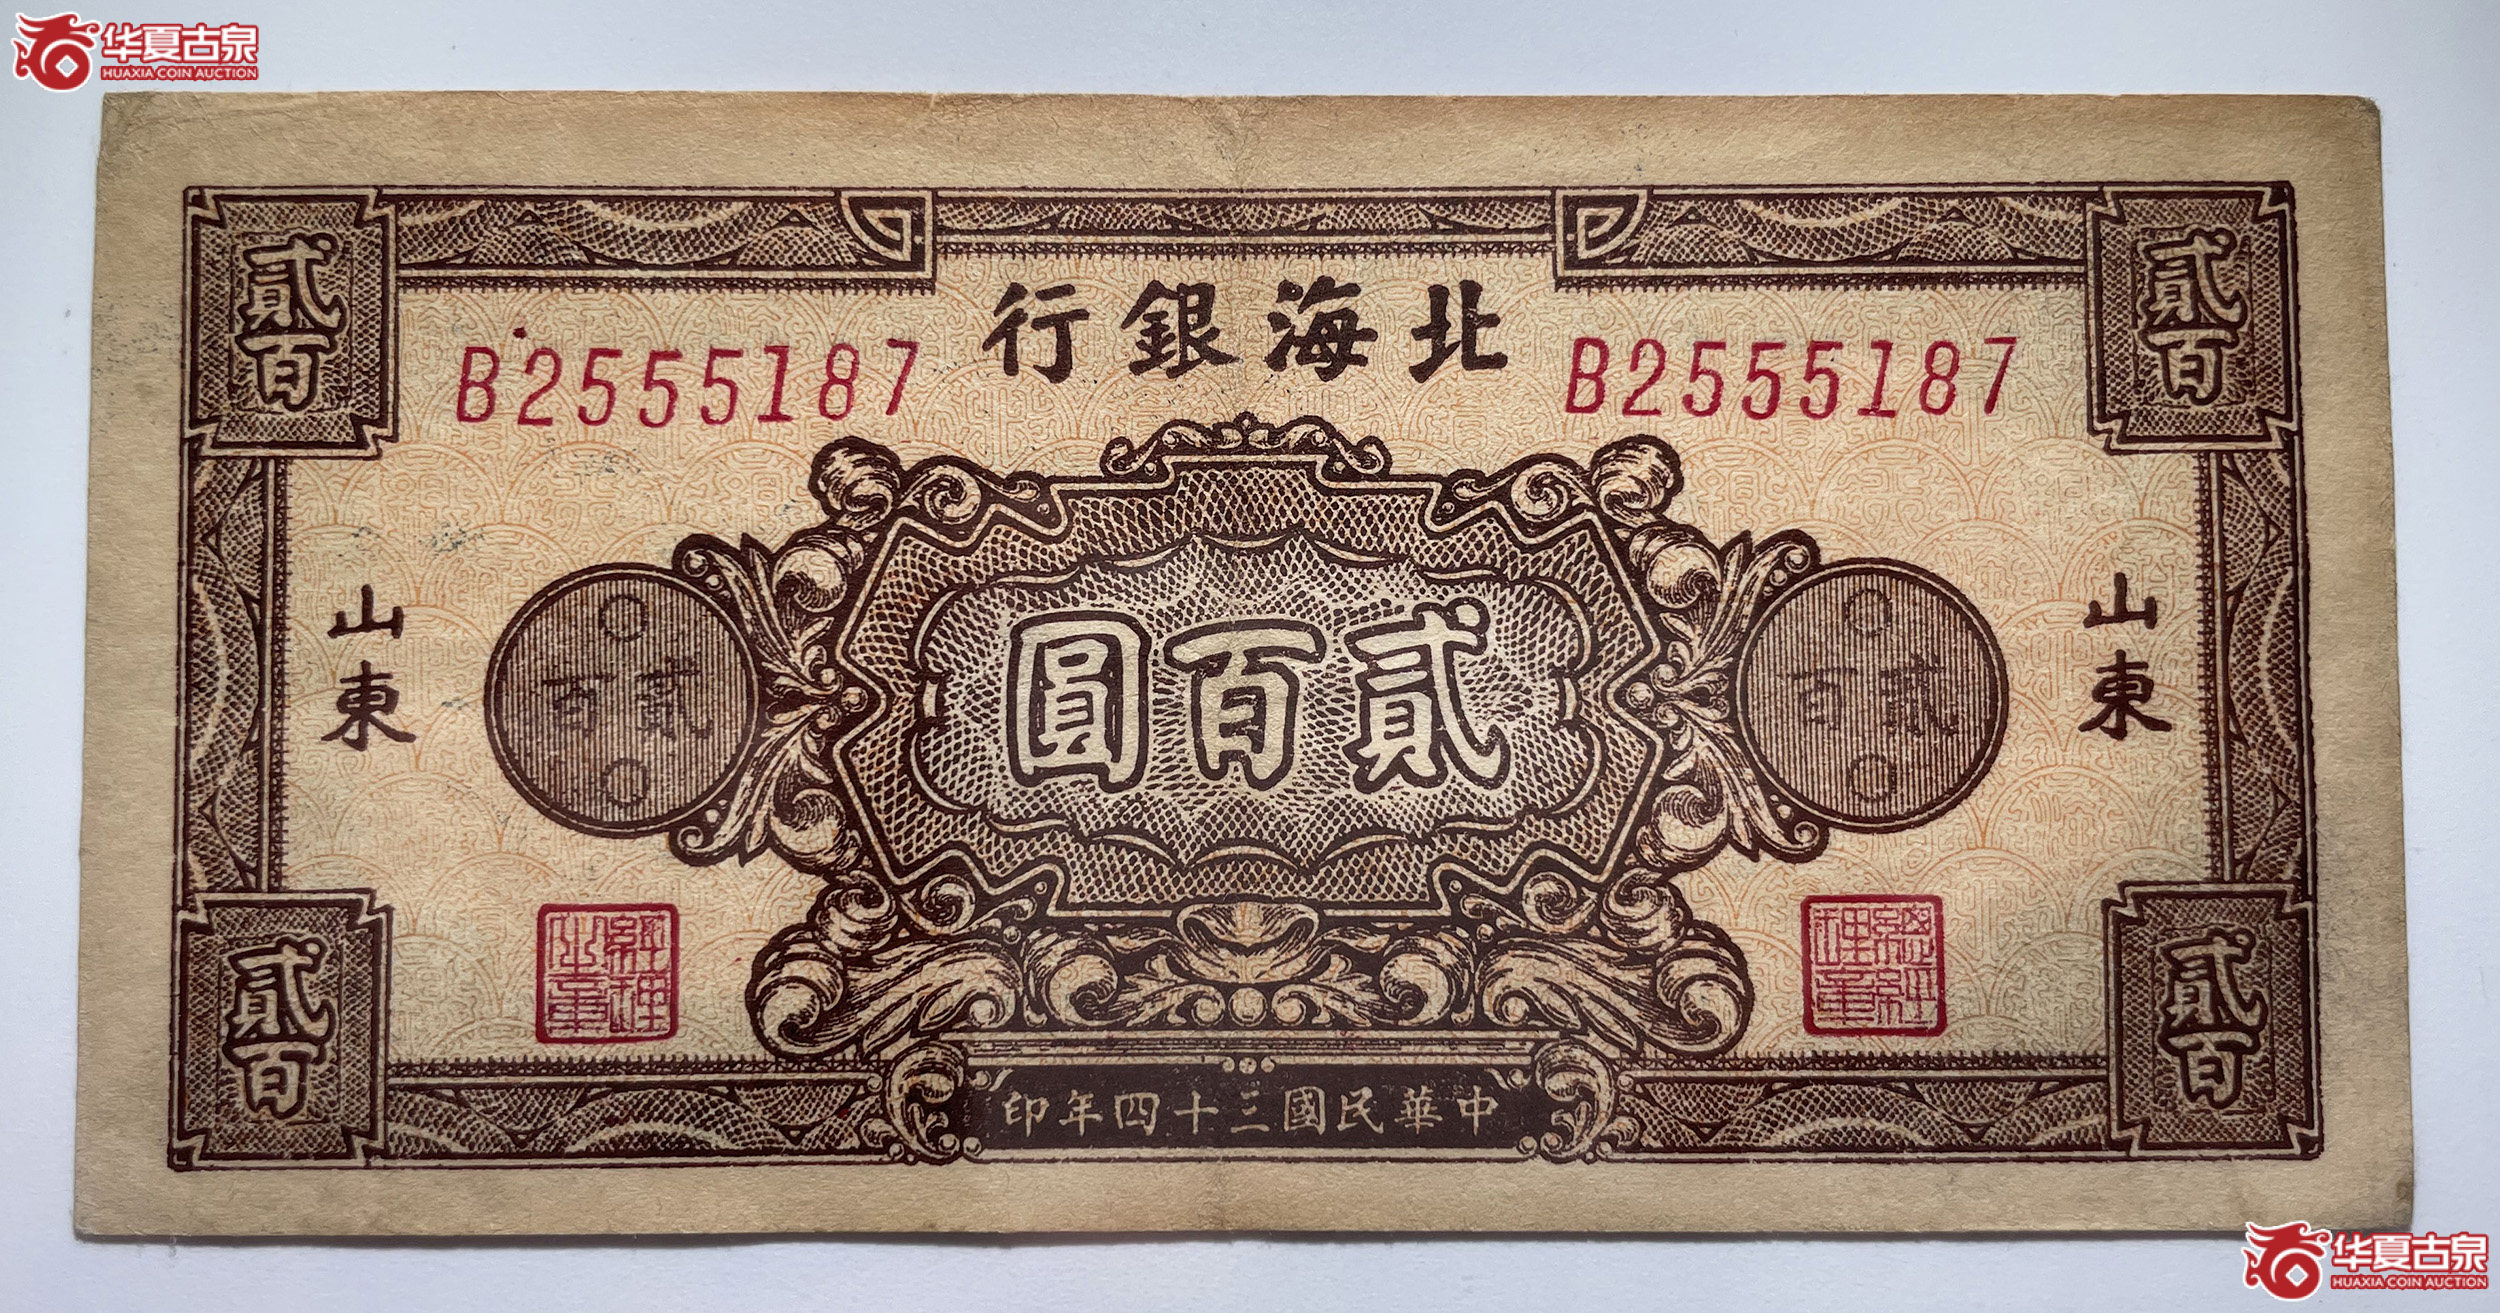 华夏古泉
HUAXIA COIN AUCTION
貳百
貳百
北海銀行
B2555187
B2555187
山東
山東
貳百
貳百
貳百圓
經理之章
總經理章
貳百
貳百
中華民國三十四年印
华夏古泉
HUAXIA COIN AUCTION